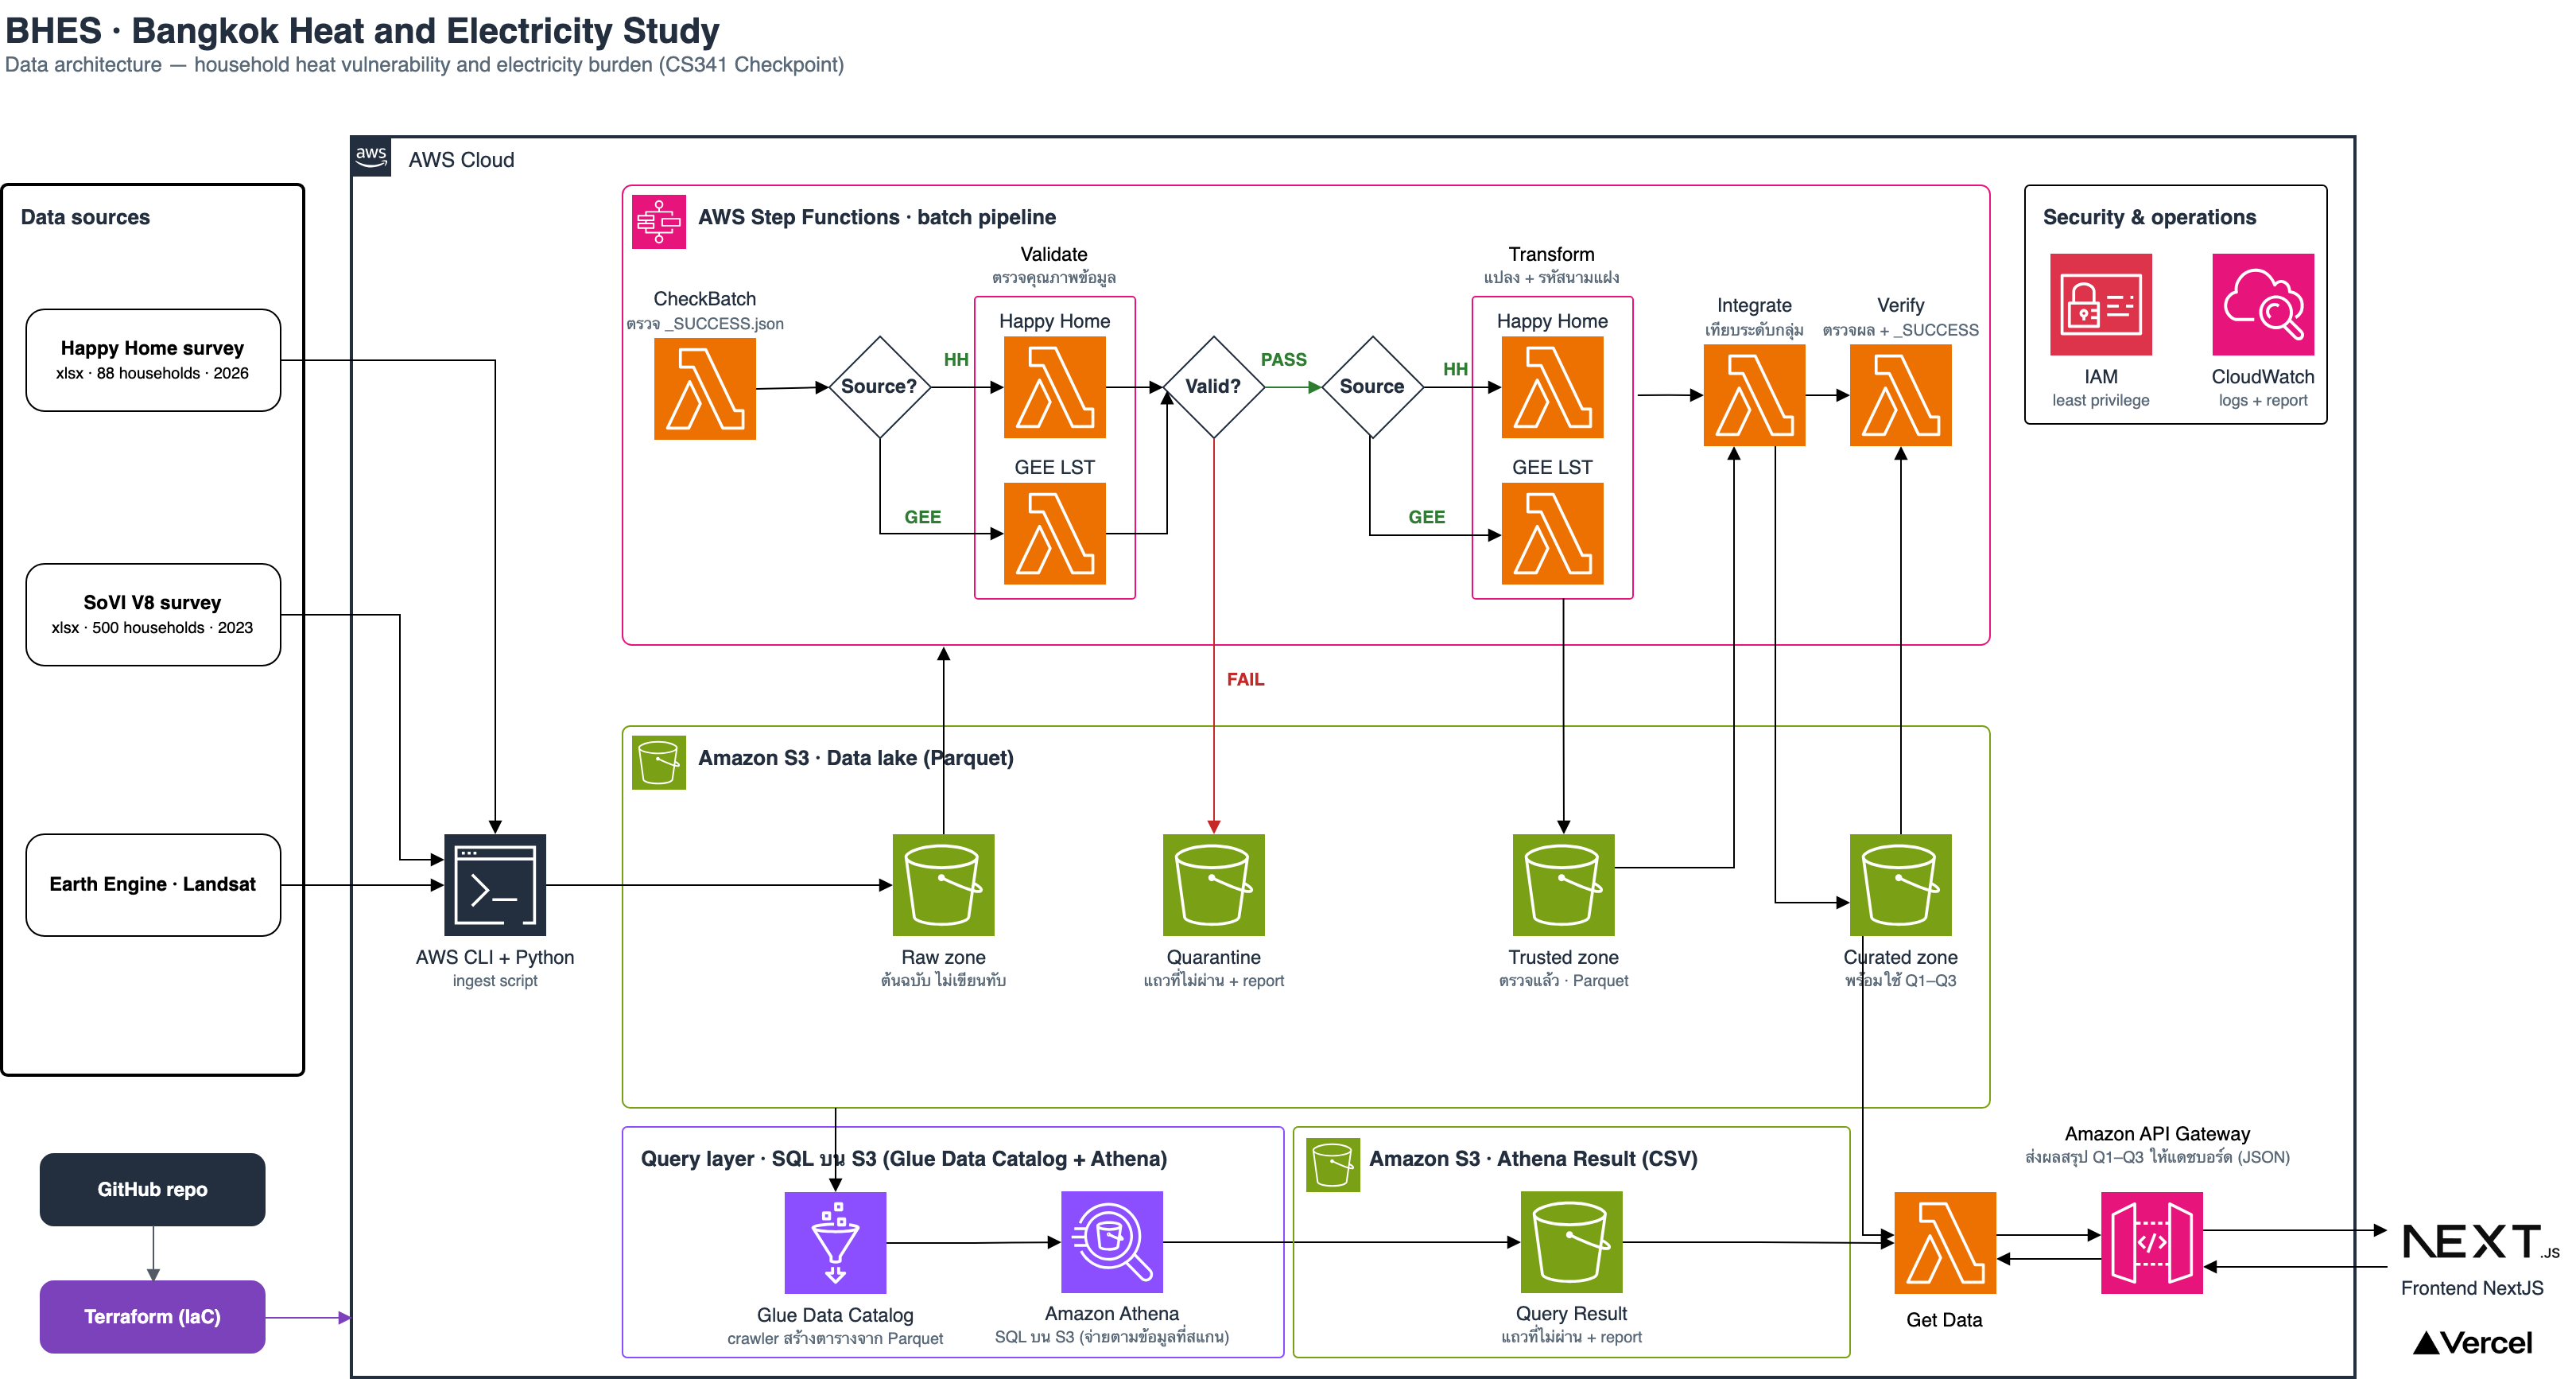 BHES · Bangkok Heat and Electricity Study
Data architecture — household heat vulnerability and electricity burden (CS341 Checkpoint)
aws
AWS Cloud
Data sources
Happy Home survey
xlsx · 88 households · 2026
SoVI V8 survey
xlsx · 500 households · 2023
Earth Engine · Landsat
GitHub repo
Terraform (IaC)
AWS CLI + Python
ingest script
AWS Step Functions · batch pipeline
CheckBatch
ตรวจ _SUCCESS.json
Source?
HH
GEE
Validate
ตรวจคุณภาพข้อมูล
Happy Home
GEE LST
Valid?
PASS
FAIL
Source
HH
GEE
Transform
แปลง + รหัสนามแฝง
Happy Home
GEE LST
Integrate
เทียบระดับกลุ่ม
Verify
ตรวจผล + _SUCCESS
Security & operations
IAM
least privilege
CloudWatch
logs + report
Amazon S3 · Data lake (Parquet)
Raw zone
ต้นฉบับ ไม่เขียนทับ
Quarantine
แถวที่ไม่ผ่าน + report
Trusted zone
ตรวจแล้ว · Parquet
Curated zone
พร้อมใช้ Q1–Q3
Query layer · SQL บน S3 (Glue Data Catalog + Athena)
Glue Data Catalog
crawler สร้างตารางจาก Parquet
Amazon Athena
SQL บน S3 (จ่ายตามข้อมูลที่สแกน)
Amazon S3 · Athena Result (CSV)
Query Result
แถวที่ไม่ผ่าน + report
Get Data
Amazon API Gateway
ส่งผลสรุป Q1–Q3 ให้แดชบอร์ด (JSON)
NEXT.JS
Frontend NextJS
Vercel